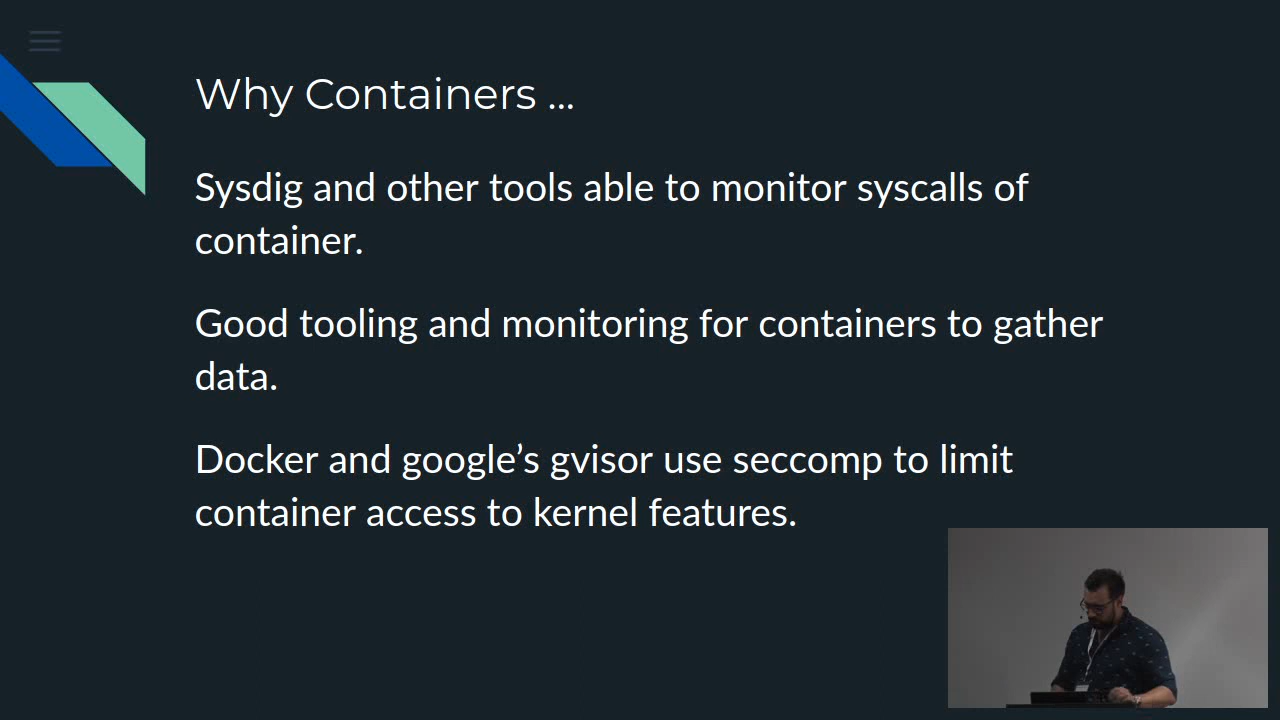 Why Containers ...
Sysdig and other tools able to monitor syscalls of
container.
Good tooling and monitoring for containers to gather
data.
Docker and google’s gvisor use seccomp to limit
container access to kernel features.